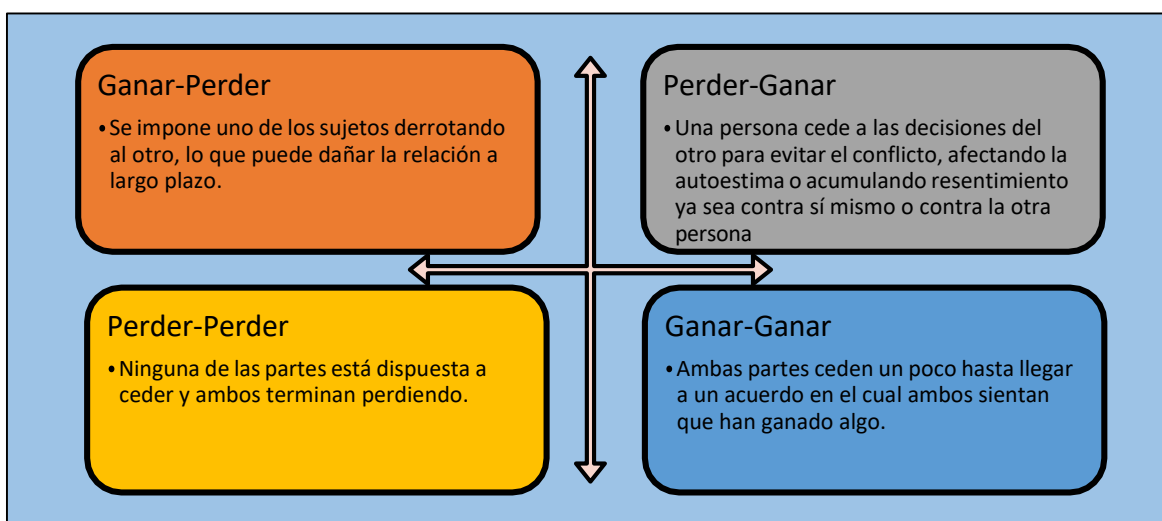 Ganar-Perder
•Se impone uno de los sujetos derrotando
al otro, lo que puede dañar la relación a
largo plazo.
Perder-Ganar
•Una persona cede a las decisiones del
otro para evitar el conflicto, afectando la
autoestima o acumulando resentimiento
ya sea contra sí mismo o contra la otra
persona
Perder-Perder
•Ninguna de las partes está dispuesta a
ceder y ambos terminan perdiendo.
Ganar-Ganar
•Ambas partes ceden un poco hasta llegar
a un acuerdo en el cual ambos sientan
que han ganado algo.